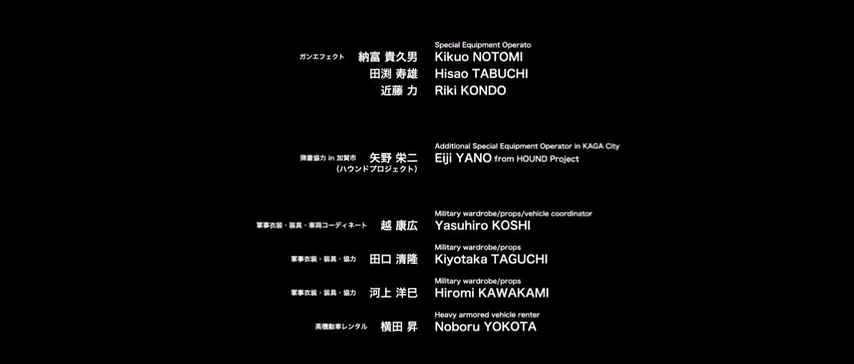 Special Equipment Operato
ガンエフェクト 納富 貴久男 Kikuo NOTOMI
田渕 寿雄 Hisao TABUCHI
近藤 力 Riki KONDO
Additional Special Equipment Operator in KAGA City
弾着協力 in 加賀市 矢野 栄二 Eiji YANO from HOUND Project
（ハウンドプロジェクト）
Military wardrobe/props/vehicle coordinator
軍事衣装・装具・車両コーディネート 越 康広 Yasuhiro KOSHI
Military wardrobe/props
軍事衣装・装具・協力 田口 清隆 Kiyotaka TAGUCHI
Military wardrobe/props
軍事衣装・装具・協力 河上 洋巳 Hiromi KAWAKAMI
Heavy armored vehicle renter
高機動車レンタル 横田 昇 Noboru YOKOTA